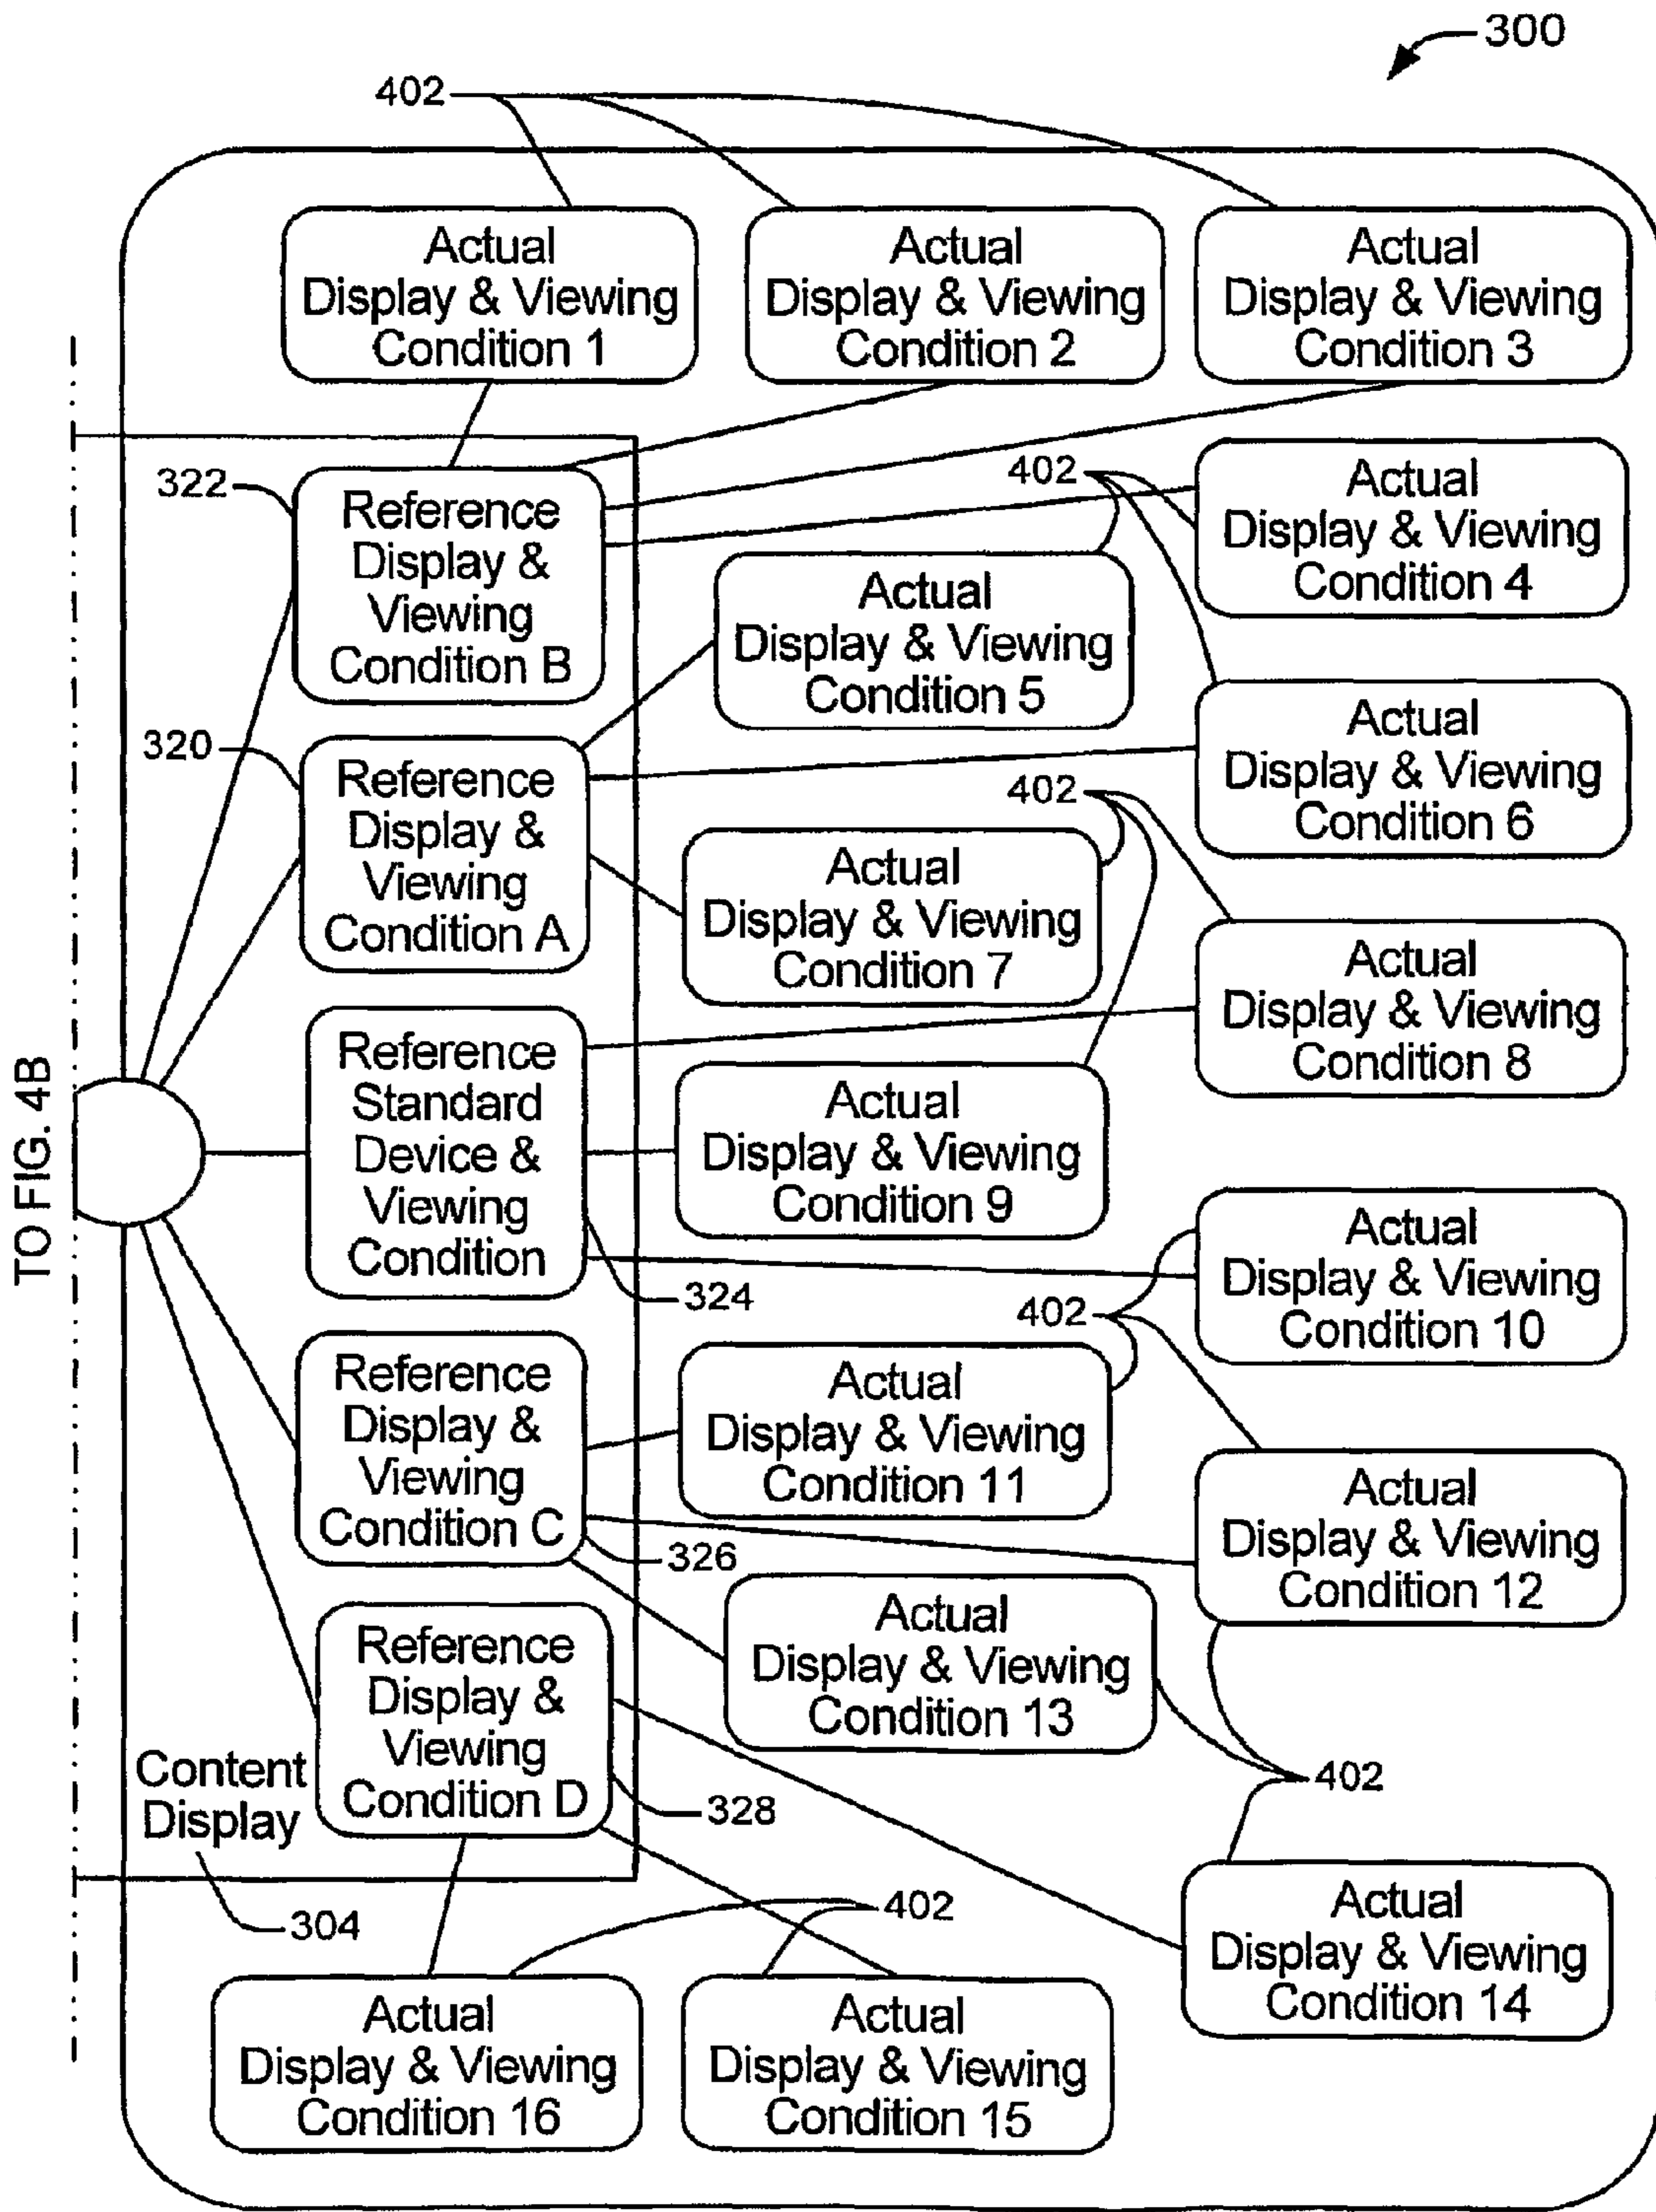 300
402
Actual
Display & Viewing
Condition 1
Actual
Display & Viewing
Condition 2
Actual
Display & Viewing
Condition 3
322
Reference
Display &
Viewing
Condition B
402
Actual
Display & Viewing
Condition 4
Actual
Display & Viewing
Condition 5
320
Reference
Display &
Viewing
Condition A
Actual
Display & Viewing
Condition 6
402
Actual
Display & Viewing
Condition 7
Actual
Display & Viewing
Condition 8
TO FIG. 4B
Reference
Standard
Device &
Viewing
Condition
324
Actual
Display & Viewing
Condition 9
Actual
Display & Viewing
Condition 10
402
Reference
Display &
Viewing
Condition C
326
Actual
Display & Viewing
Condition 11
Actual
Display & Viewing
Condition 12
Actual
Display & Viewing
Condition 13
Reference
Display &
Viewing
Condition D
328
402
Content
Display
304
402
Actual
Display & Viewing
Condition 14
Actual
Display & Viewing
Condition 16
Actual
Display & Viewing
Condition 15